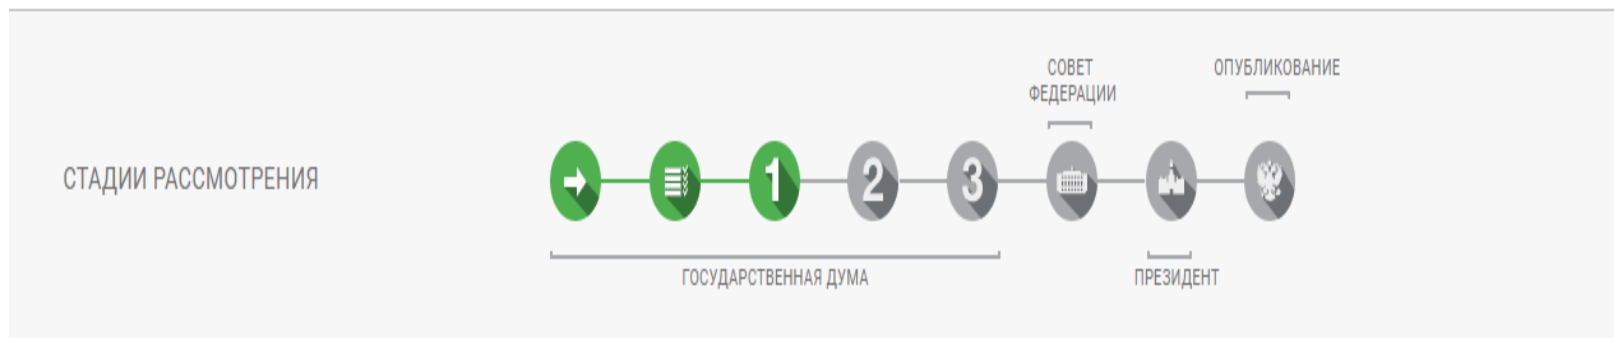 СОВЕТ
ФЕДЕРАЦИИ
ОПУБЛИКОВАНИЕ
СТАДИИ РАССМОТРЕНИЯ
1 2 3
ГОСУДАРСТВЕННАЯ ДУМА
ПРЕЗИДЕНТ